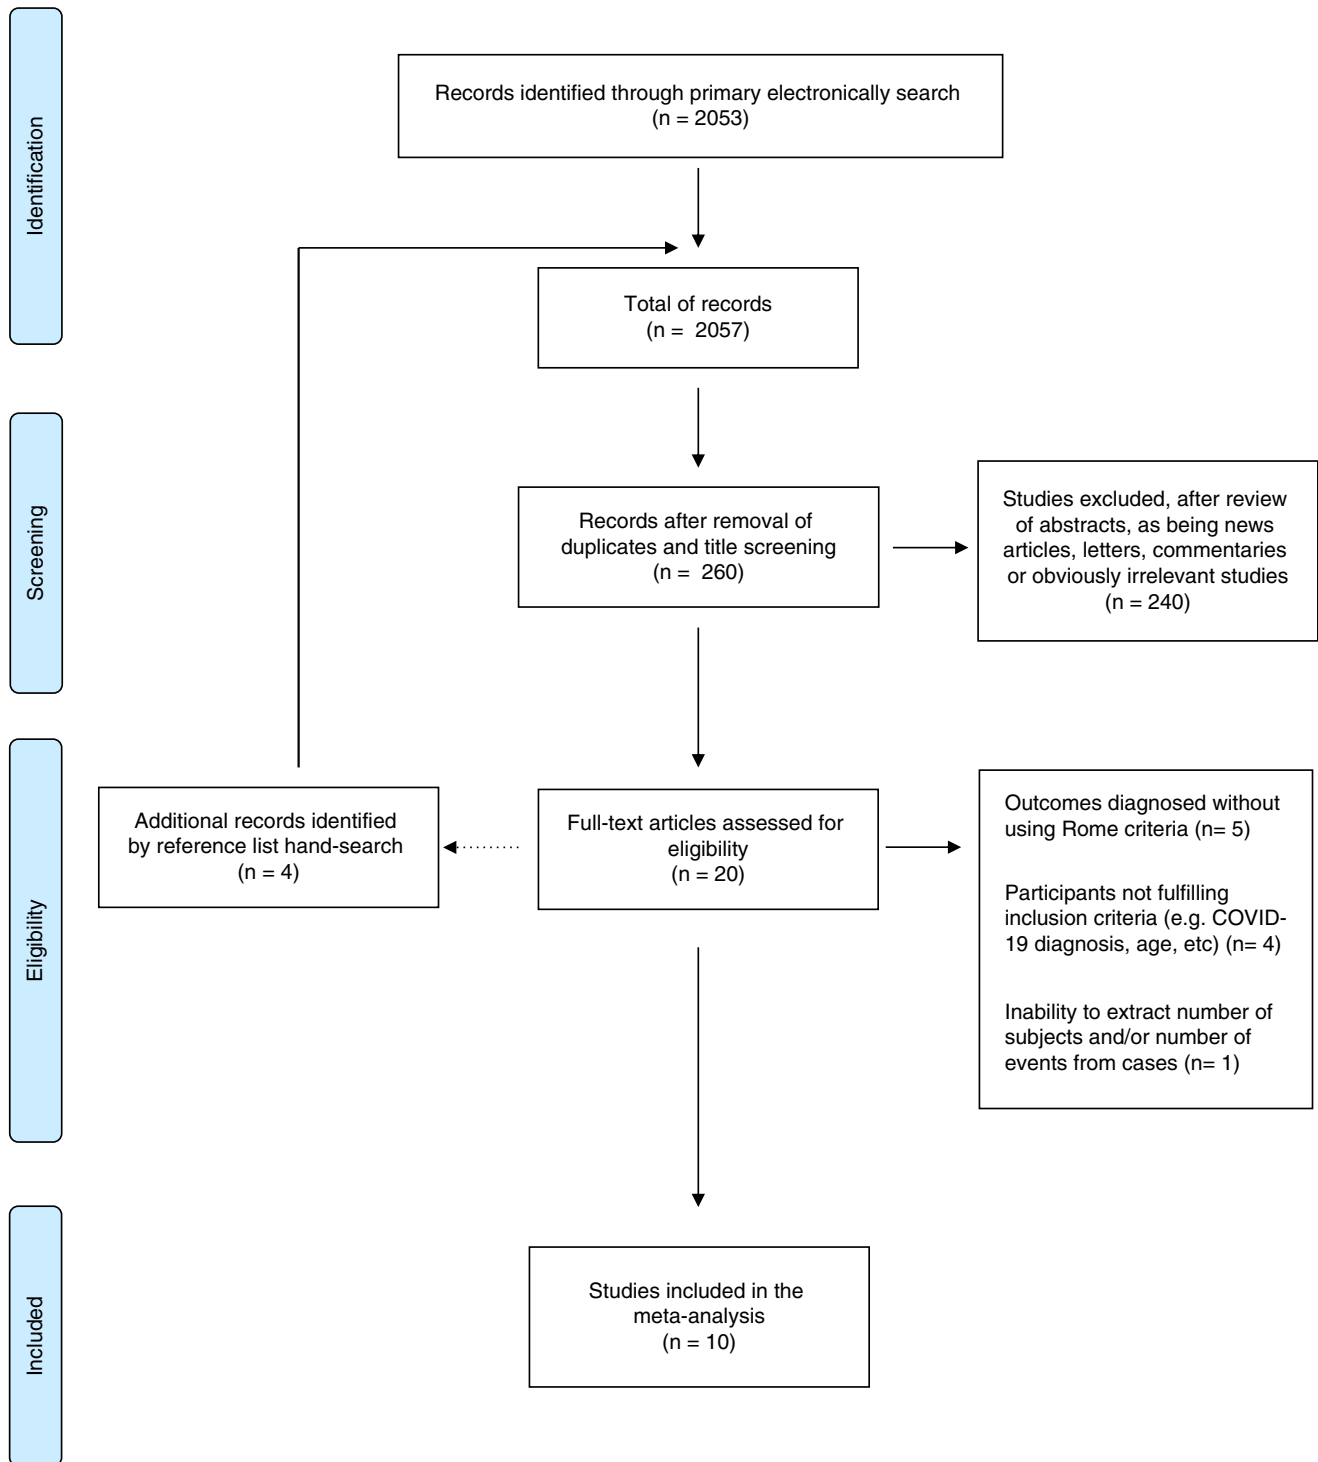 Identification
Records identified through primary electronically search
(n = 2053)
Total of records
(n = 2057)
Screening
Records after removal of
duplicates and title screening
(n = 260)
Studies excluded, after review
of abstracts, as being news
articles, letters, commentaries
or obviously irrelevant studies
(n = 240)
Eligibility
Additional records identified
by reference list hand-search
(n = 4)
Full-text articles assessed for
eligibility
(n = 20)
Outcomes diagnosed without
using Rome criteria (n= 5)
Participants not fulfilling
inclusion criteria (e.g. COVID-
19 diagnosis, age, etc) (n= 4)
Inability to extract number of
subjects and/or number of
events from cases (n= 1)
Included
Studies included in the
meta-analysis
(n = 10)